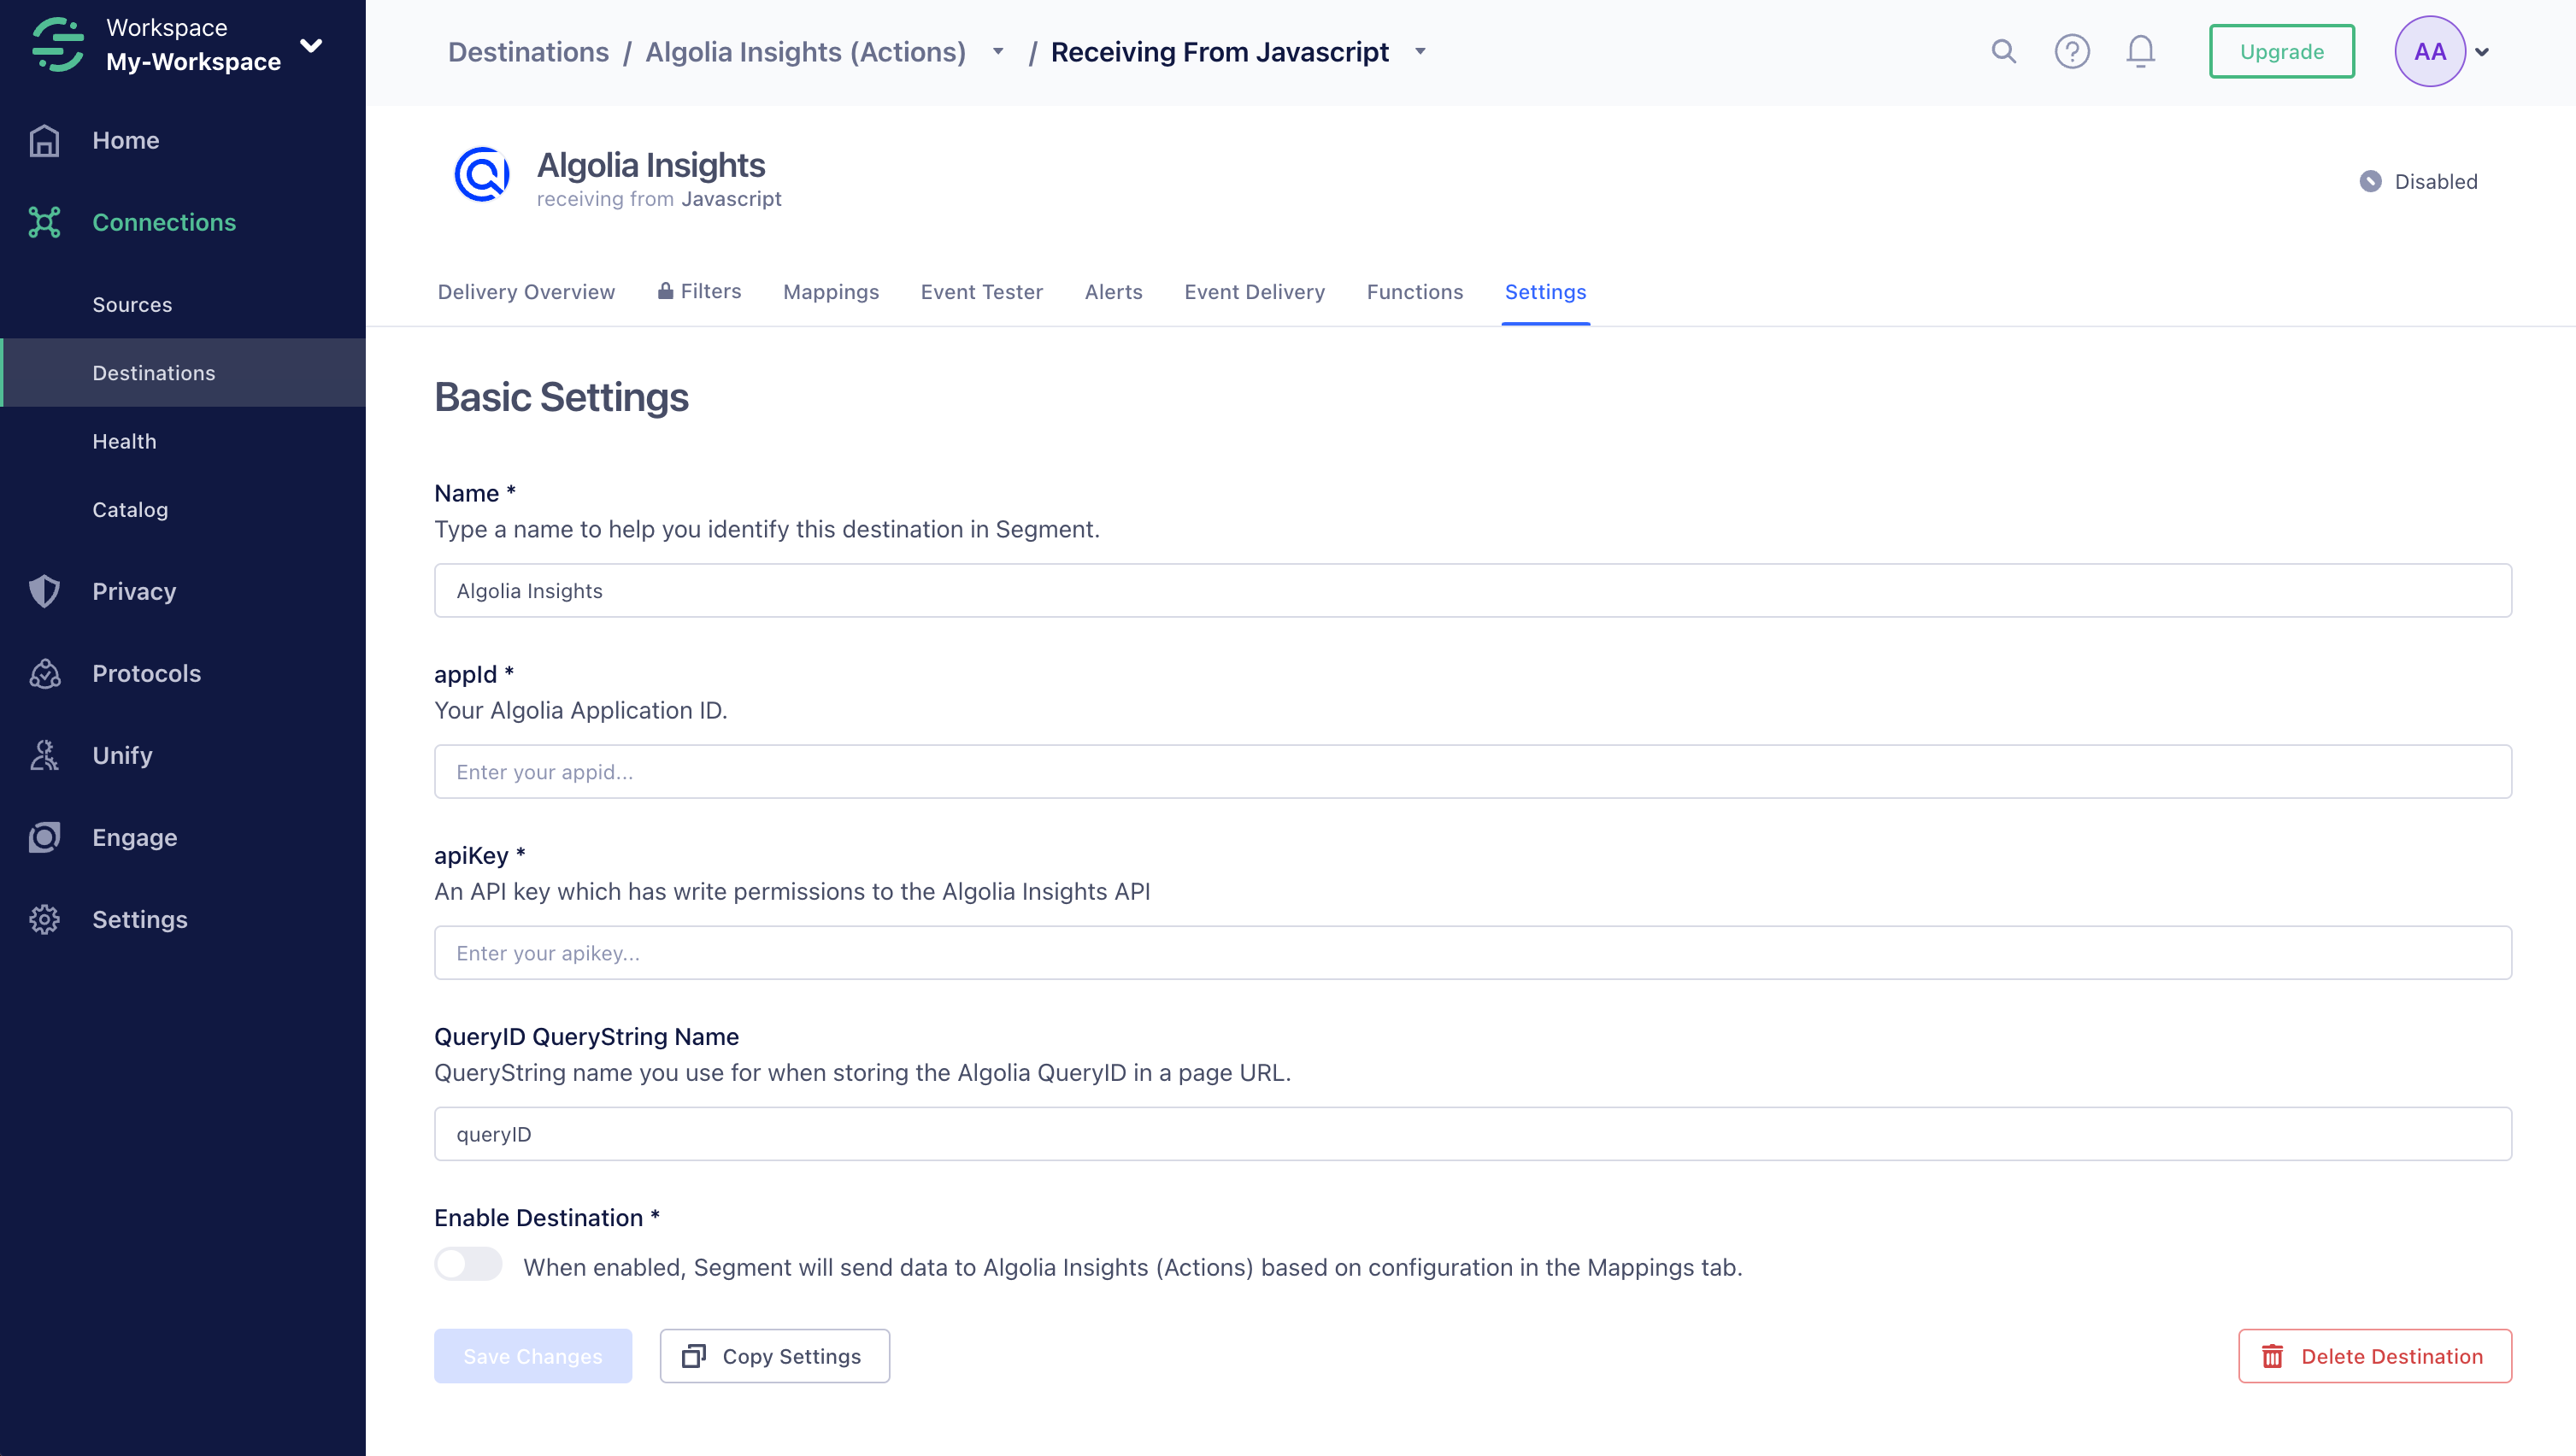 Workspace
My-Workspace
Home
Connections
Sources
Destinations
Health
Catalog
Privacy
Protocols
Unify
Engage
Settings
Destinations / Algolia Insights (Actions) / Receiving From Javascript
Upgrade
AA
Algolia Insights
receiving from Javascript
Disabled
Delivery Overview Filters Mappings Event Tester Alerts Event Delivery Functions Settings
Basic Settings
Name *
Type a name to help you identify this destination in Segment.
Algolia Insights
appId *
Your Algolia Application ID.
Enter your appid...
apiKey *
An API key which has write permissions to the Algolia Insights API
Enter your apikey...
QueryID QueryString Name
QueryString name you use for when storing the Algolia QueryID in a page URL.
queryID
Enable Destination *
When enabled, Segment will send data to Algolia Insights (Actions) based on configuration in the Mappings tab.
Save Changes
Copy Settings
Delete Destination